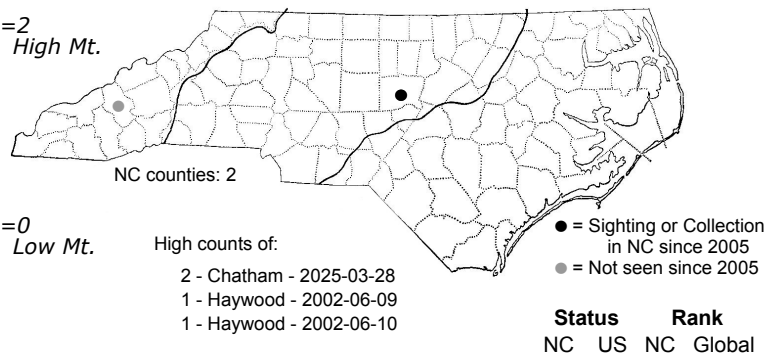 =2
High Mt.
NC counties: 2
=0
Low Mt.
High counts of:
2 - Chatham - 2025-03-28
1 - Haywood - 2002-06-09
1 - Haywood - 2002-06-10
● = Sighting or Collection
in NC since 2005
● = Not seen since 2005
Status Rank
NC US NC Global